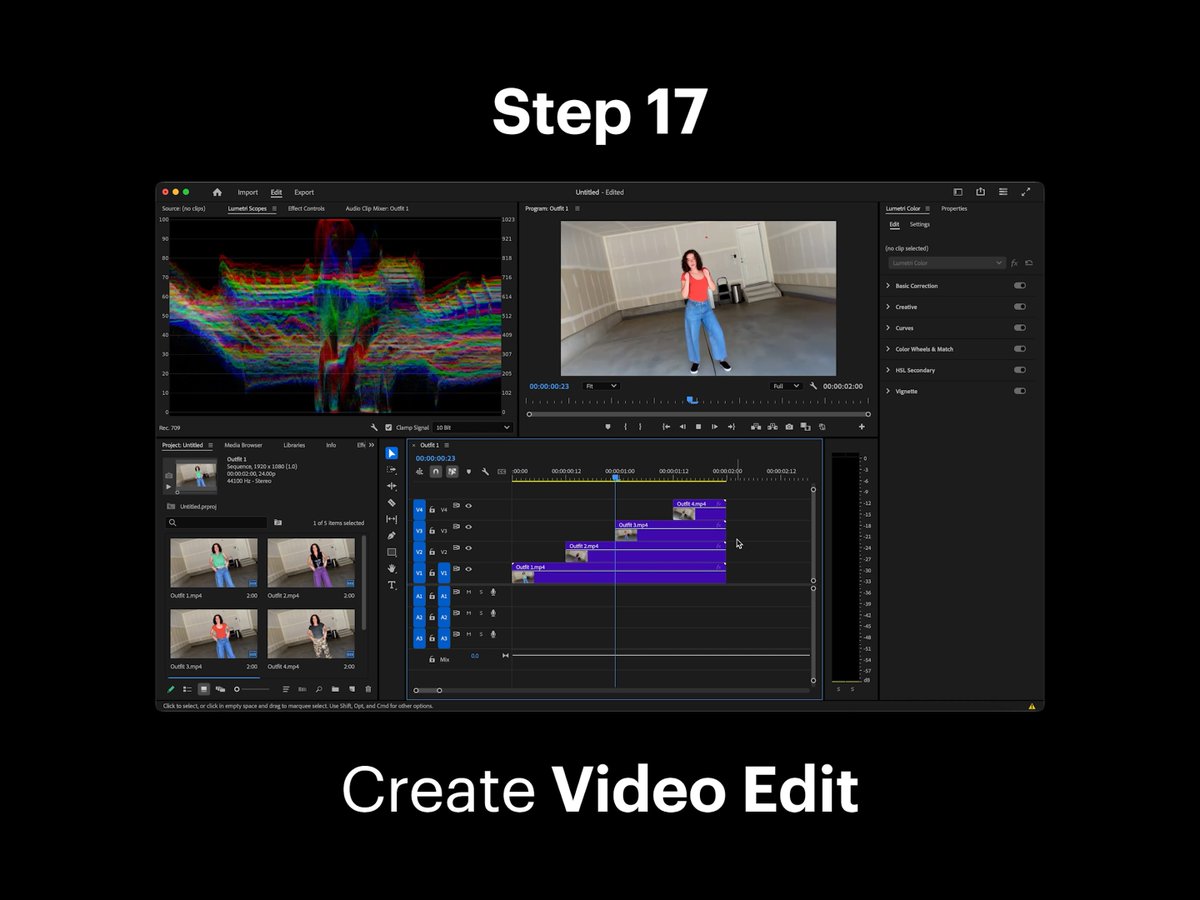 Step 17
Import Edit Export
Untitled - Edited
Source: (no clips) Lumetri Scopes Effect Controls Audio Clip Mixer: Outfit 1
100 1023
90 921
80 818
70 716
60 614
50 512
40 409
30 307
20 205
10 102
0 0
Rec. 709 Clamp Signal 10 Bit
Program: Outfit 1
00:00:00:23 Fit Full 00:00:02:00
Lumetri Color Properties
Edit Settings
(no clip selected)
Lumetri Color fx
Basic Correction
Creative
Curves
Color Wheels & Match
HSL Secondary
Vignette
Project: Untitled Media Browser Libraries Info Eff
Outfit 1
Sequence, 1920 x 1080 (1.0)
00:00:02:00, 24.00p
44100 Hz - Stereo
Untitled.prproj
1 of 5 items selected
Outfit 1.mp4 2:00 Outfit 2.mp4 2:00
Outfit 3.mp4 2:00 Outfit 4.mp4 2:00
× Outfit 1
00:00:00:23
:00:00 00:00:00:12 00:00:01:00 00:00:01:12 00:00:02:00 00:00:02:12
V4 V4 Outfit 4.mp4 fx
V3 V3 Outfit 3.mp4 fx
V2 V2 Outfit 2.mp4 fx
V1 V1 Outfit 1.mp4 fx
A1 A1 M S
A2 A2 M S
A3 A3 M S
Mix 0.0
T
0
-3
-6
-9
-12
-15
-18
-21
-24
-27
-30
-33
-36
-39
-42
-45
-48
-51
-54
-57
dB
S S
Click to select, or click in empty space and drag to marquee select. Use Shift, Opt, and Cmd for other options.
Create Video Edit